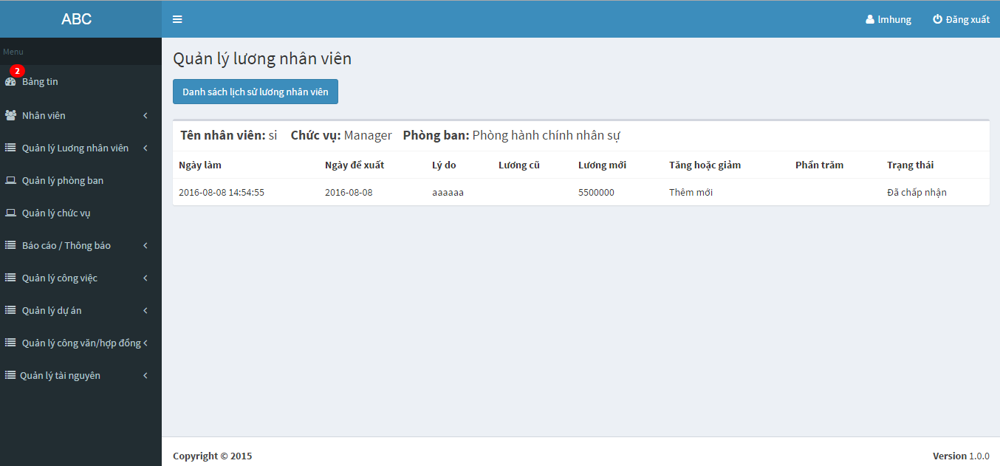 ABC
lmhung Đăng xuất
Menu
2
Bảng tin
Nhân viên
Quản lý Lương nhân viên
Quản lý phòng ban
Quản lý chức vụ
Báo cáo / Thông báo
Quản lý công việc
Quản lý dự án
Quản lý công văn/hợp đồng
Quản lý tài nguyên
Quản lý lương nhân viên
Danh sách lịch sử lương nhân viên
Tên nhân viên: si Chức vụ: Manager Phòng ban: Phòng hành chính nhân sự
Ngày làm Ngày đề xuất Lý do Lương cũ Lương mới Tăng hoặc giảm Phần trăm Trạng thái
2016-08-08 14:54:55 2016-08-08 aaaaaa 5500000 Thêm mới Đã chấp nhận
Copyright © 2015 Version 1.0.0